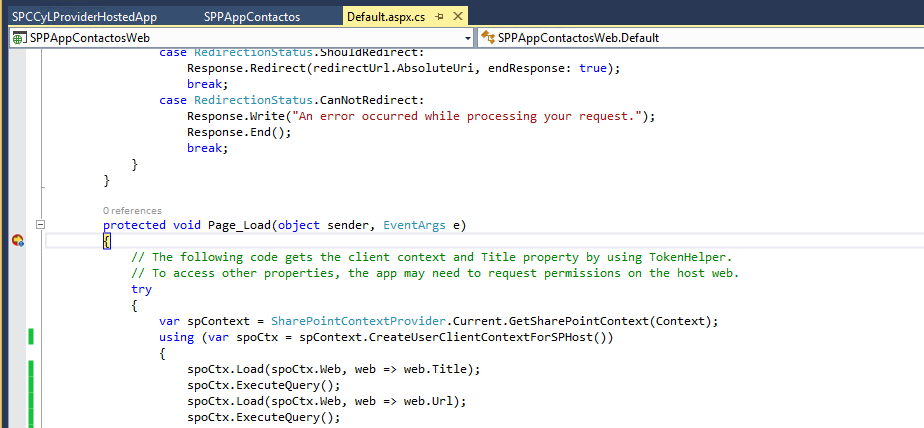 SPCCyLProviderHostedApp SPPAppContactos Default.aspx.cs
SPPAppContactosWeb SPPAppContactosWeb.Default
case RedirectionStatus.ShouldRedirect:
Response.Redirect(redirectUrl.AbsoluteUri, endResponse: true);
break;
case RedirectionStatus.CanNotRedirect:
Response.Write("An error occurred while processing your request.");
Response.End();
break;
}
}
0 references
protected void Page_Load(object sender, EventArgs e)
{
// The following code gets the client context and Title property by using TokenHelper.
// To access other properties, the app may need to request permissions on the host web.
try
{
var spContext = SharePointContextProvider.Current.GetSharePointContext(Context);
using (var spoCtx = spContext.CreateUserClientContextForSPHost())
{
spoCtx.Load(spoCtx.Web, web => web.Title);
spoCtx.ExecuteQuery();
spoCtx.Load(spoCtx.Web, web => web.Url);
spoCtx.ExecuteQuery();